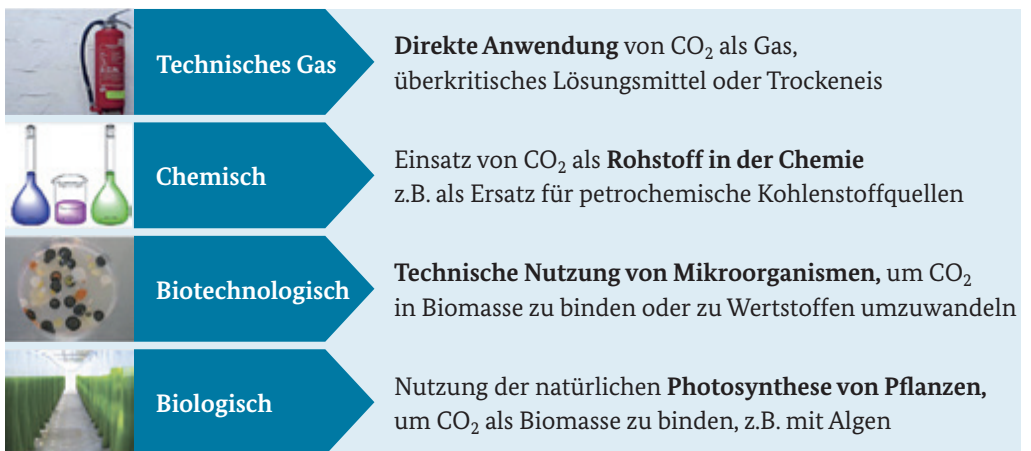 Technisches Gas
Direkte Anwendung von CO₂ als Gas,
überkritisches Lösungsmittel oder Trockeneis
Chemisch
Einsatz von CO₂ als Rohstoff in der Chemie
z.B. als Ersatz für petrochemische Kohlenstoffquellen
Biotechnologisch
Technische Nutzung von Mikroorganismen, um CO₂
in Biomasse zu binden oder zu Wertstoffen umzuwandeln
Biologisch
Nutzung der natürlichen Photosynthese von Pflanzen,
um CO₂ als Biomasse zu binden, z.B. mit Algen